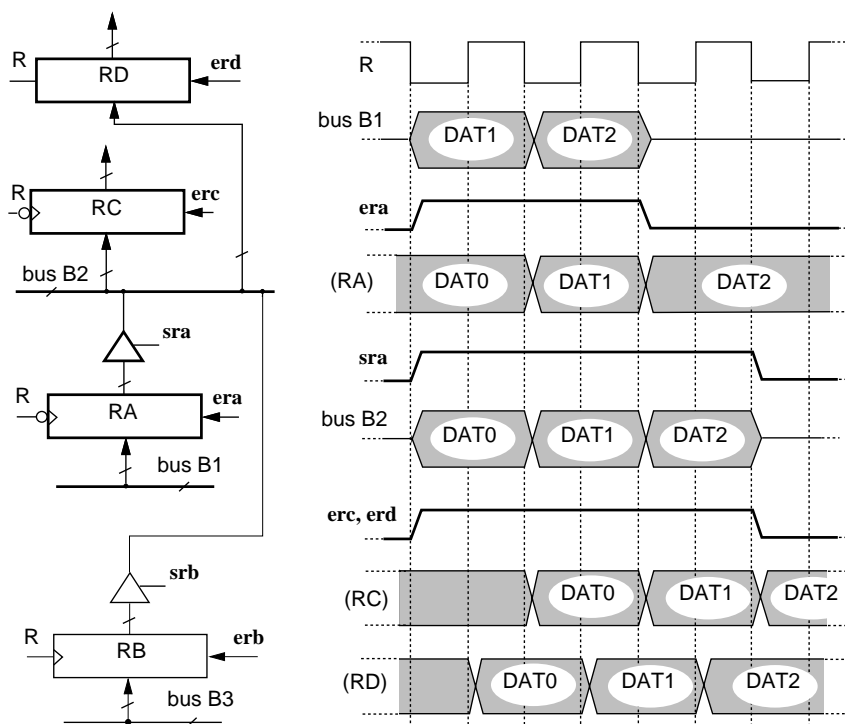 R
RD
erd
R
RC
erc
bus B2
sra
R
RA
era
bus B1
srb
R
RB
erb
bus B3
R
bus B1
DAT1
DAT2
era
(RA)
DAT0
DAT1
DAT2
sra
bus B2
DAT0
DAT1
DAT2
erc, erd
(RC)
DAT0
DAT1
DAT2
(RD)
DAT0
DAT1
DAT2